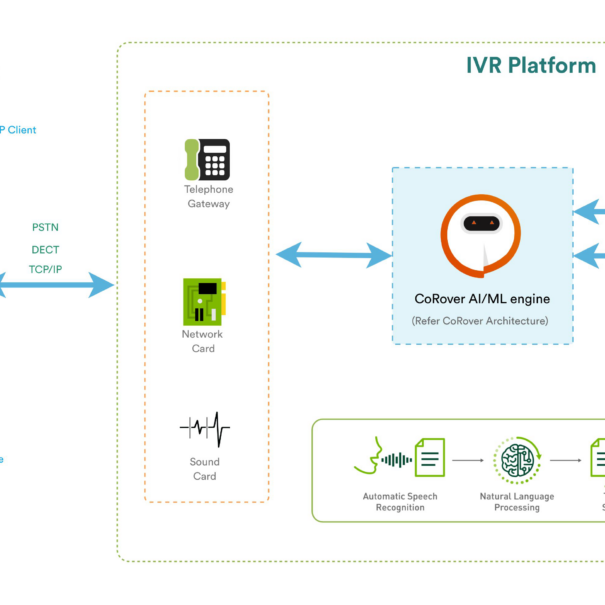 IVR Platform
P Client
Telephone
Gateway
PSTN
DECT
TCP/IP
CoRover AI/ML engine
(Refer CoRover Architecture)
Network
Card
Sound
Card
Automatic Speech
Recognition
Natural Language
Processing